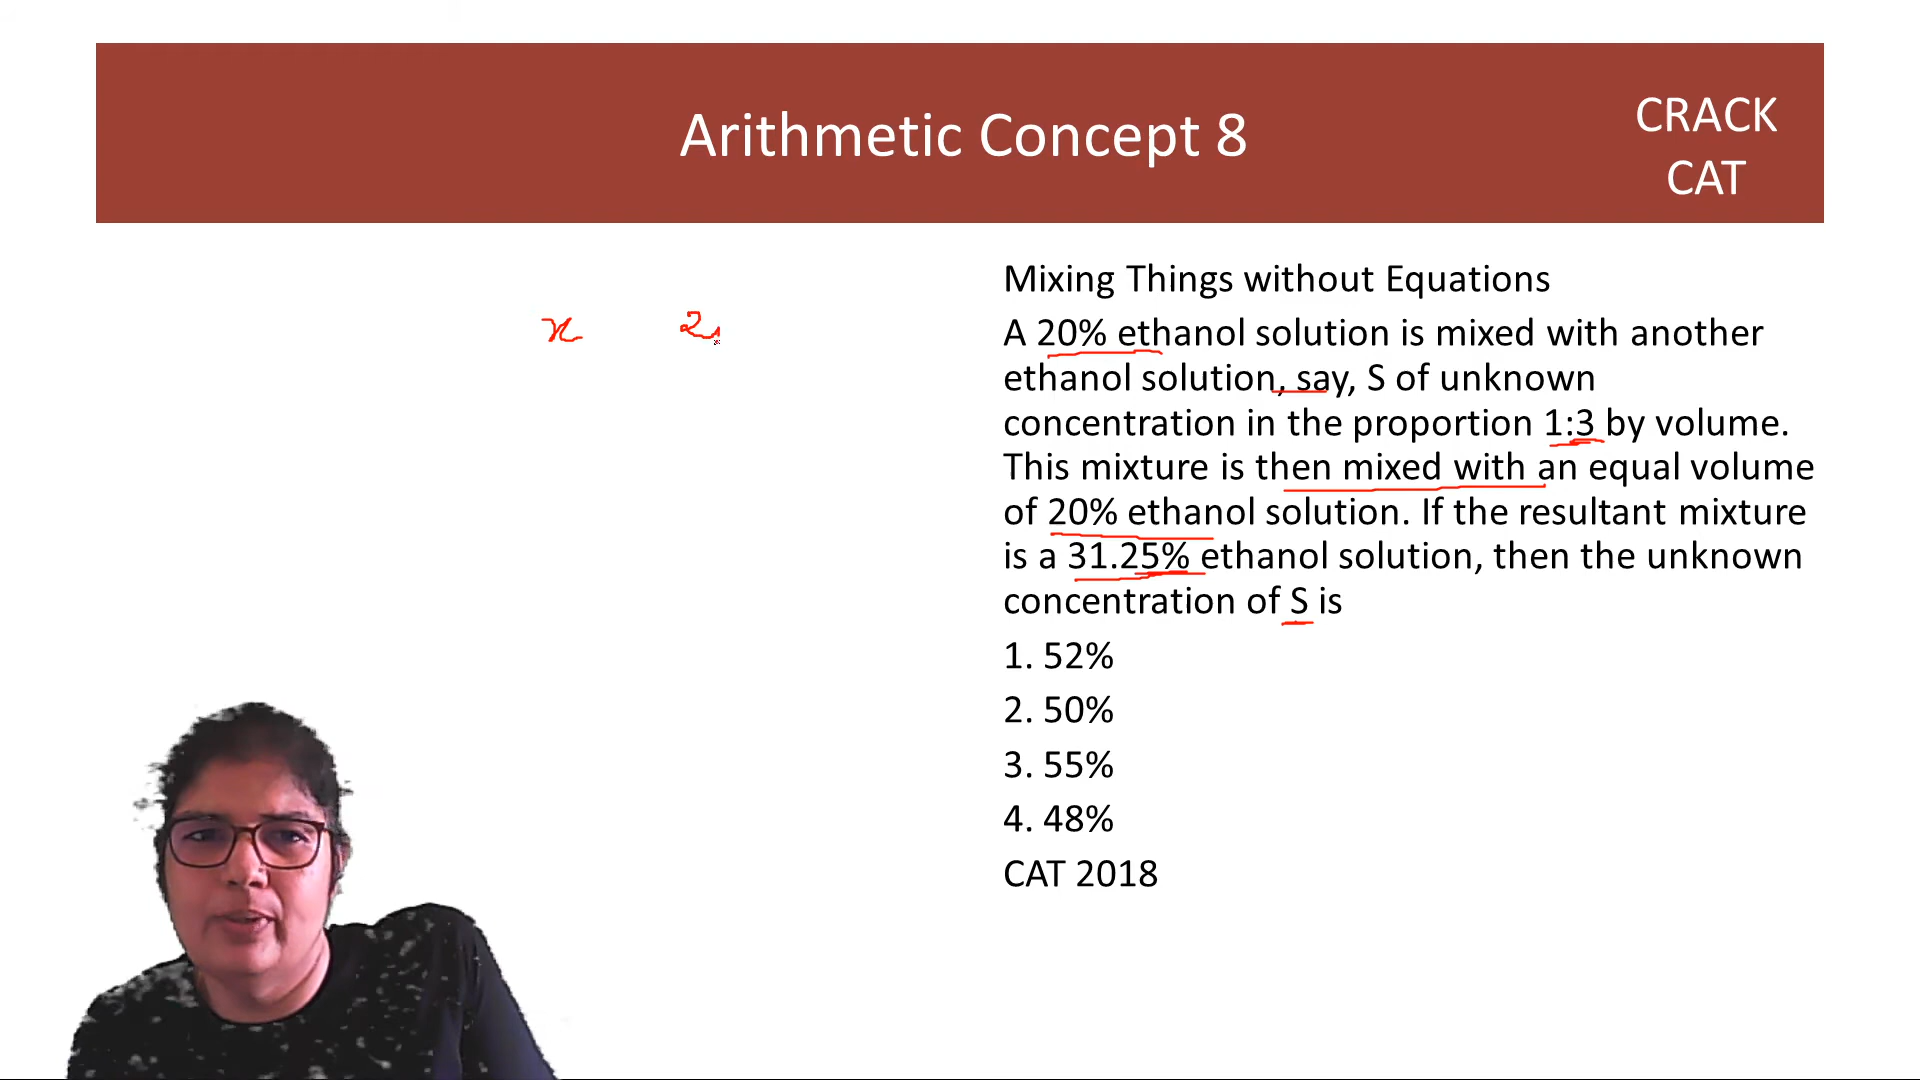 Arithmetic Concept 8
CRACK
CAT
x 2
Mixing Things without Equations
A 20% ethanol solution is mixed with another
ethanol solution, say, S of unknown
concentration in the proportion 1:3 by volume.
This mixture is then mixed with an equal volume
of 20% ethanol solution. If the resultant mixture
is a 31.25% ethanol solution, then the unknown
concentration of S is
1. 52%
2. 50%
3. 55%
4. 48%
CAT 2018